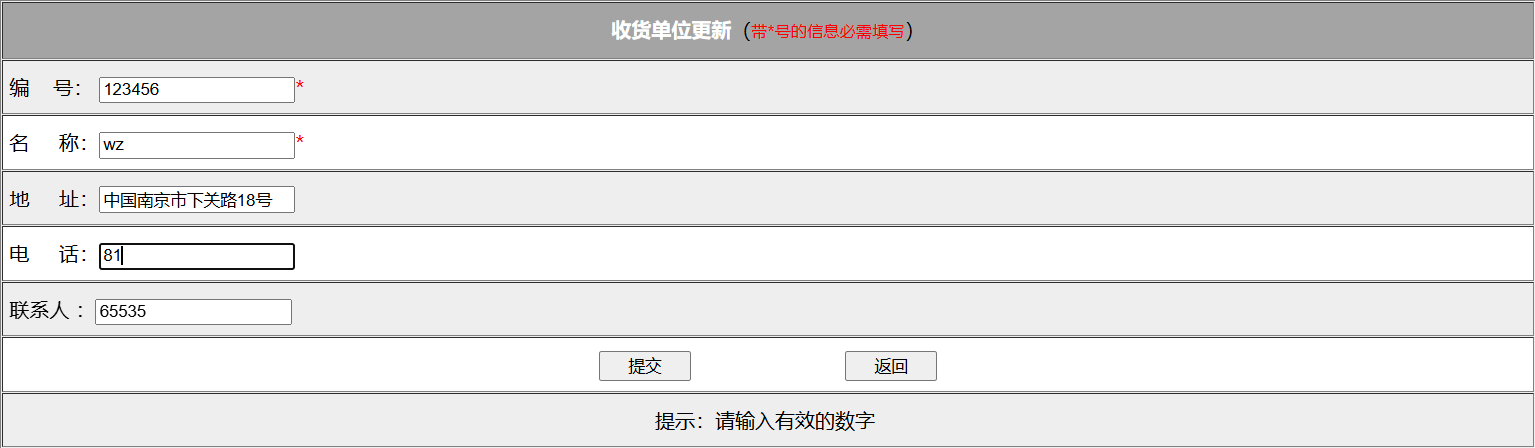 收货单位更新（带*号的信息必需填写）
编 号： 123456*
名 称： wz*
地 址： 中国南京市下关路18号
电 话： 81
联系人 ： 65535
提交 返回
提示：请输入有效的数字